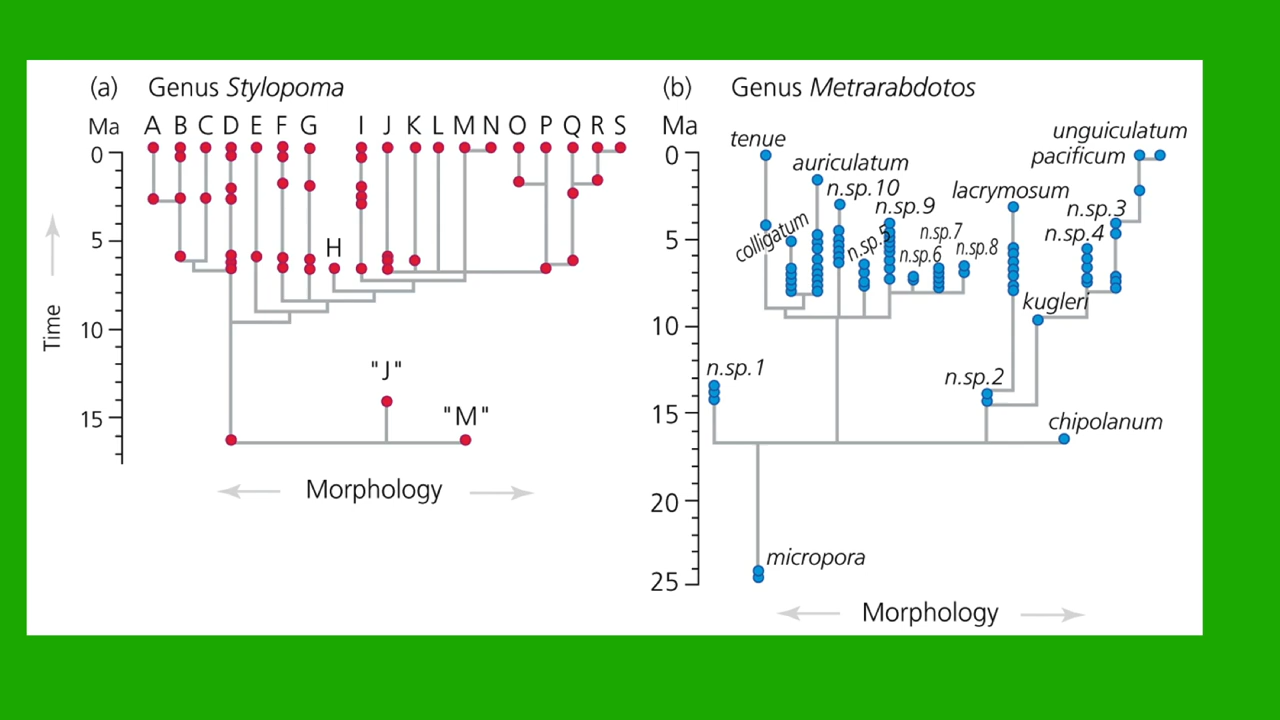 (a) Genus Stylopoma
Ma A B C D E F G I J K L M N O P Q R S
0
5
H
10
15
"J"
"M"
Time
Morphology
(b) Genus Metrarabdotos
Ma
0
5
10
15
20
25
tenue
unguiculatum
pacificum
auriculatum
n.sp.10
lacrymosum
n.sp.9
n.sp.3
colligatum
n.sp.5
n.sp.7
n.sp.4
n.sp.6
n.sp.8
kugleri
n.sp.1
n.sp.2
chipolanum
micropora
Morphology